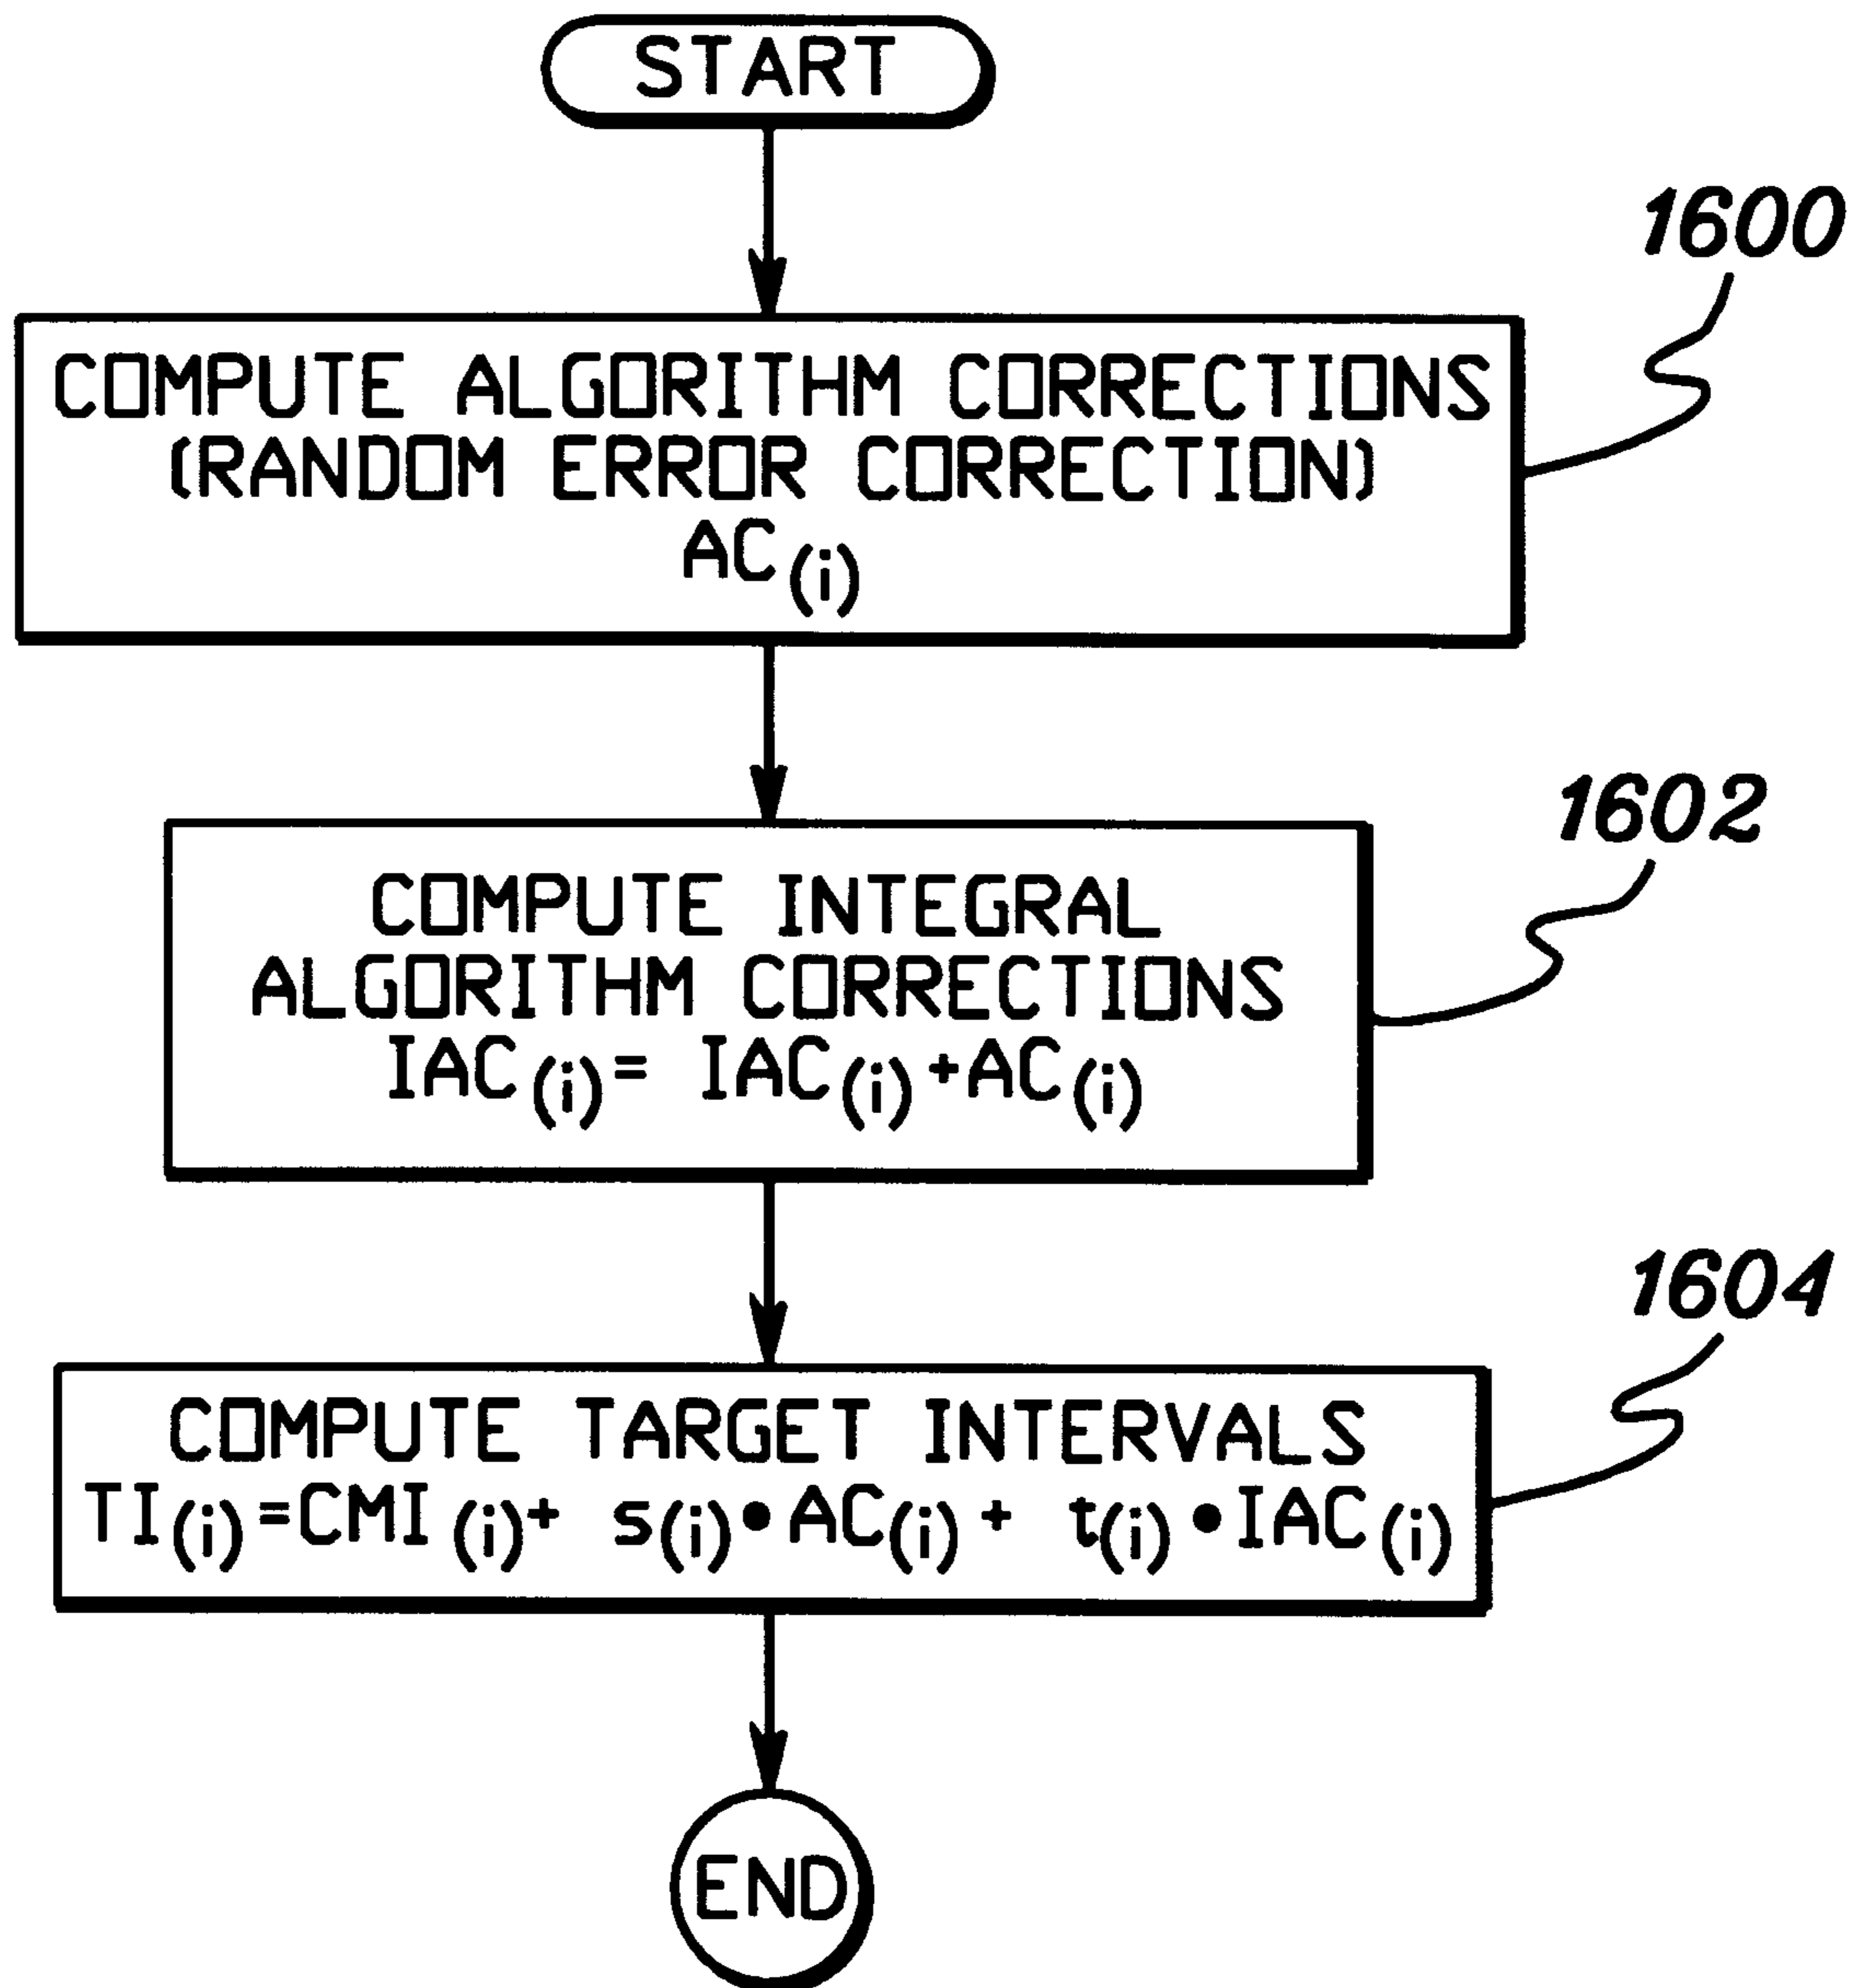 START
1600
COMPUTE ALGORITHM CORRECTIONS
(RANDOM ERROR CORRECTION)
AC(i)
1602
COMPUTE INTEGRAL
ALGORITHM CORRECTIONS
IAC(i)= IAC(i)+AC(i)
1604
COMPUTE TARGET INTERVALS
TI(i)=CMI(i)+ s(i)•AC(i)+ t(i)•IAC(i)
END